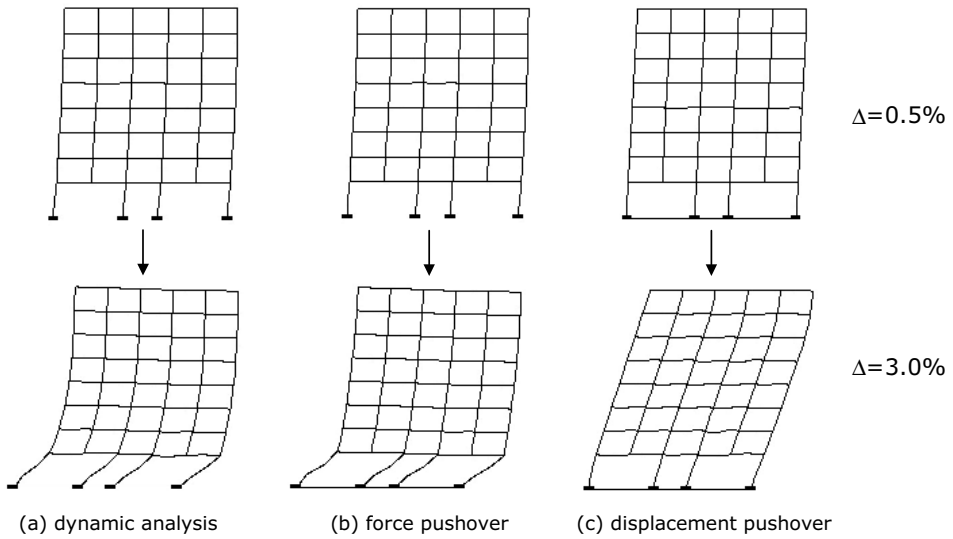 Δ=0.5%
Δ=3.0%
(a) dynamic analysis
(b) force pushover
(c) displacement pushover